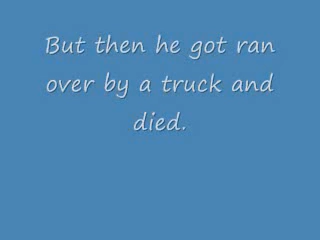 But then he got ran
over by a truck and
died.